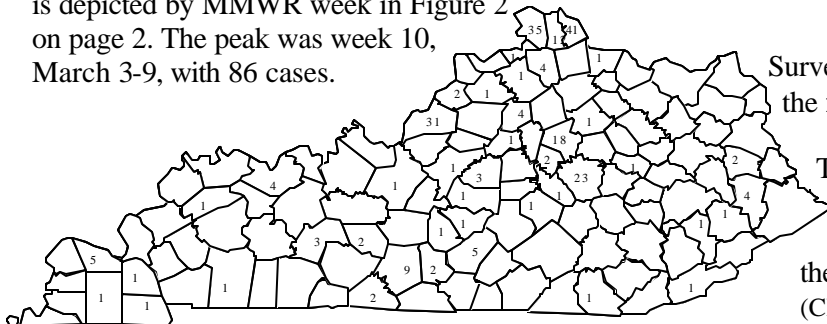 is depicted by MMWR week in Figure 2
on page 2. The peak was week 10,
March 3-9, with 86 cases.
35 1 41
1 4 1
1
2 1
31 4 1
1 18
1 2 2
3 23 1
4 1 4
1 1 1 1
1 1 1 1
3 2 5
5 9 2
1 1 1
1 1 2 1
Surve
the
T
the
(C